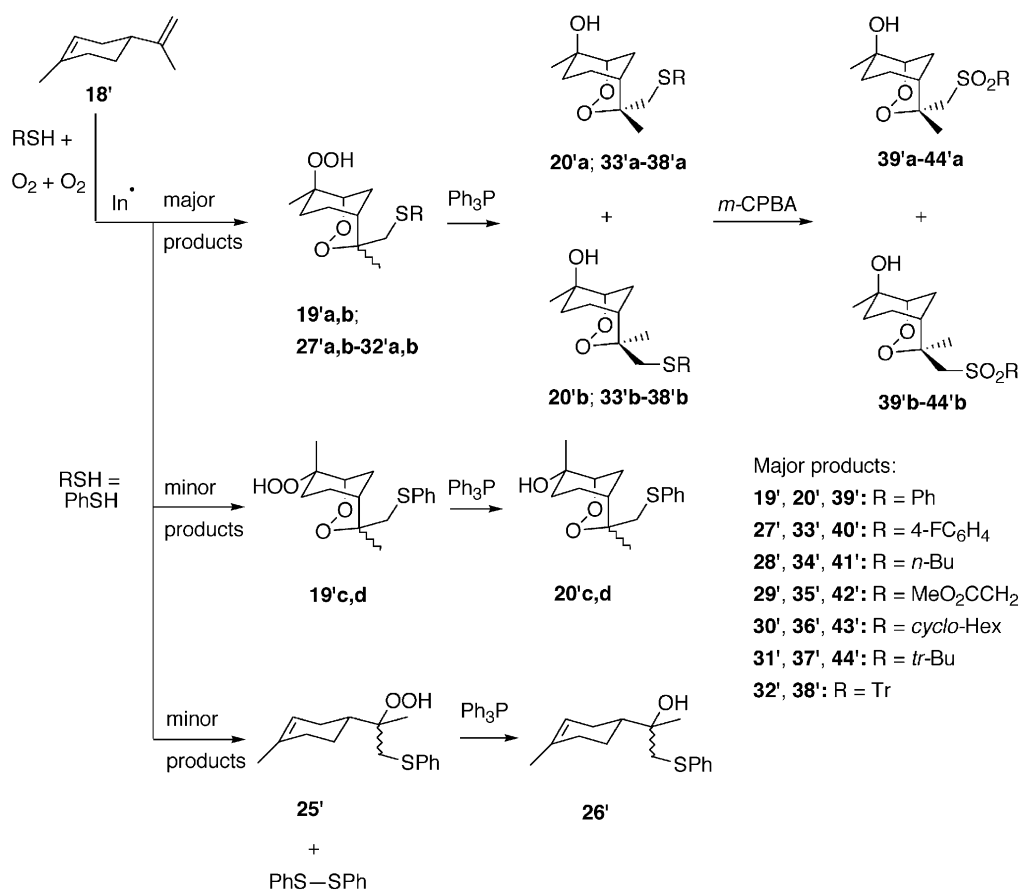 18'
RSH +
O2 + O2
In•
major
products
OOH
SR
O
O
19'a,b;
27'a,b-32'a,b
Ph3P
OH
SR
O
O
20'a; 33'a-38'a
+
OH
O
O
SR
20'b; 33'b-38'b
m-CPBA
OH
SO2R
O
O
39'a-44'a
+
OH
O
O
SO2R
39'b-44'b
RSH =
PhSH
minor
products
HOO
SPh
O
O
19'c,d
Ph3P
HO
SPh
O
O
20'c,d
Major products:
19', 20', 39': R = Ph
27', 33', 40': R = 4-FC6H4
28', 34', 41': R = n-Bu
29', 35', 42': R = MeO2CCH2
30', 36', 43': R = cyclo-Hex
31', 37', 44': R = tr-Bu
32', 38': R = Tr
minor
products
OOH
SPh
25'
+
PhS–SPh
Ph3P
OH
SPh
26'